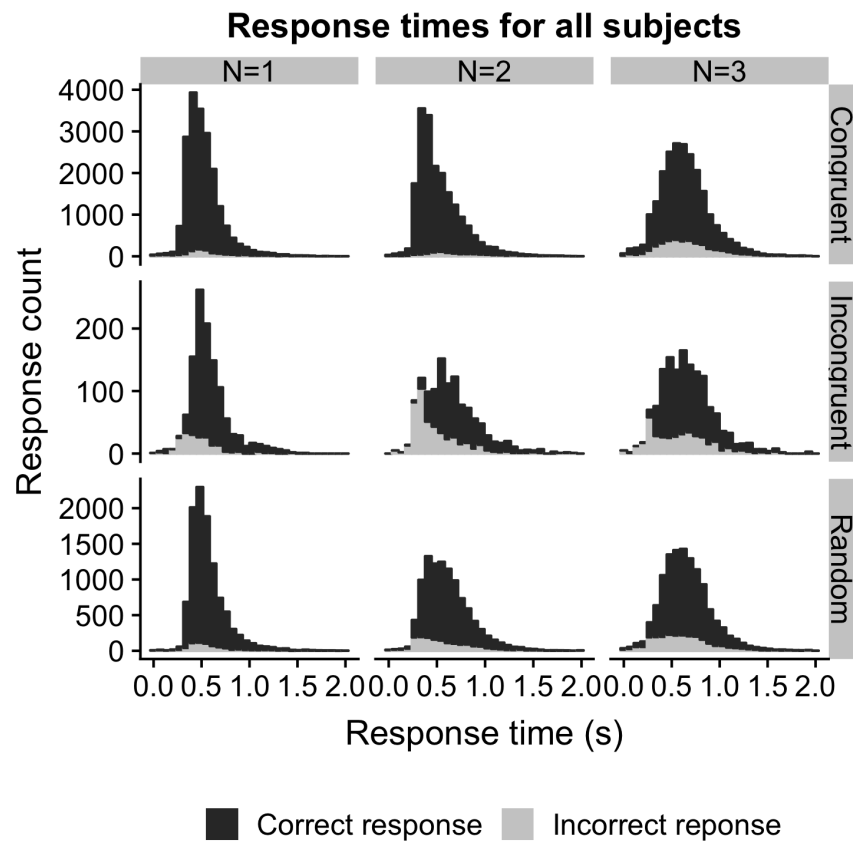 Response times for all subjects
N=1 N=2 N=3
Congruent
4000
3000
2000
1000
0
Incongruent
200
100
0
Random
2000
1500
1000
500
0
0.0 0.5 1.0 1.5 2.0 0.0 0.5 1.0 1.5 2.0 0.0 0.5 1.0 1.5 2.0
Response count
Response time (s)
Correct response Incorrect reponse